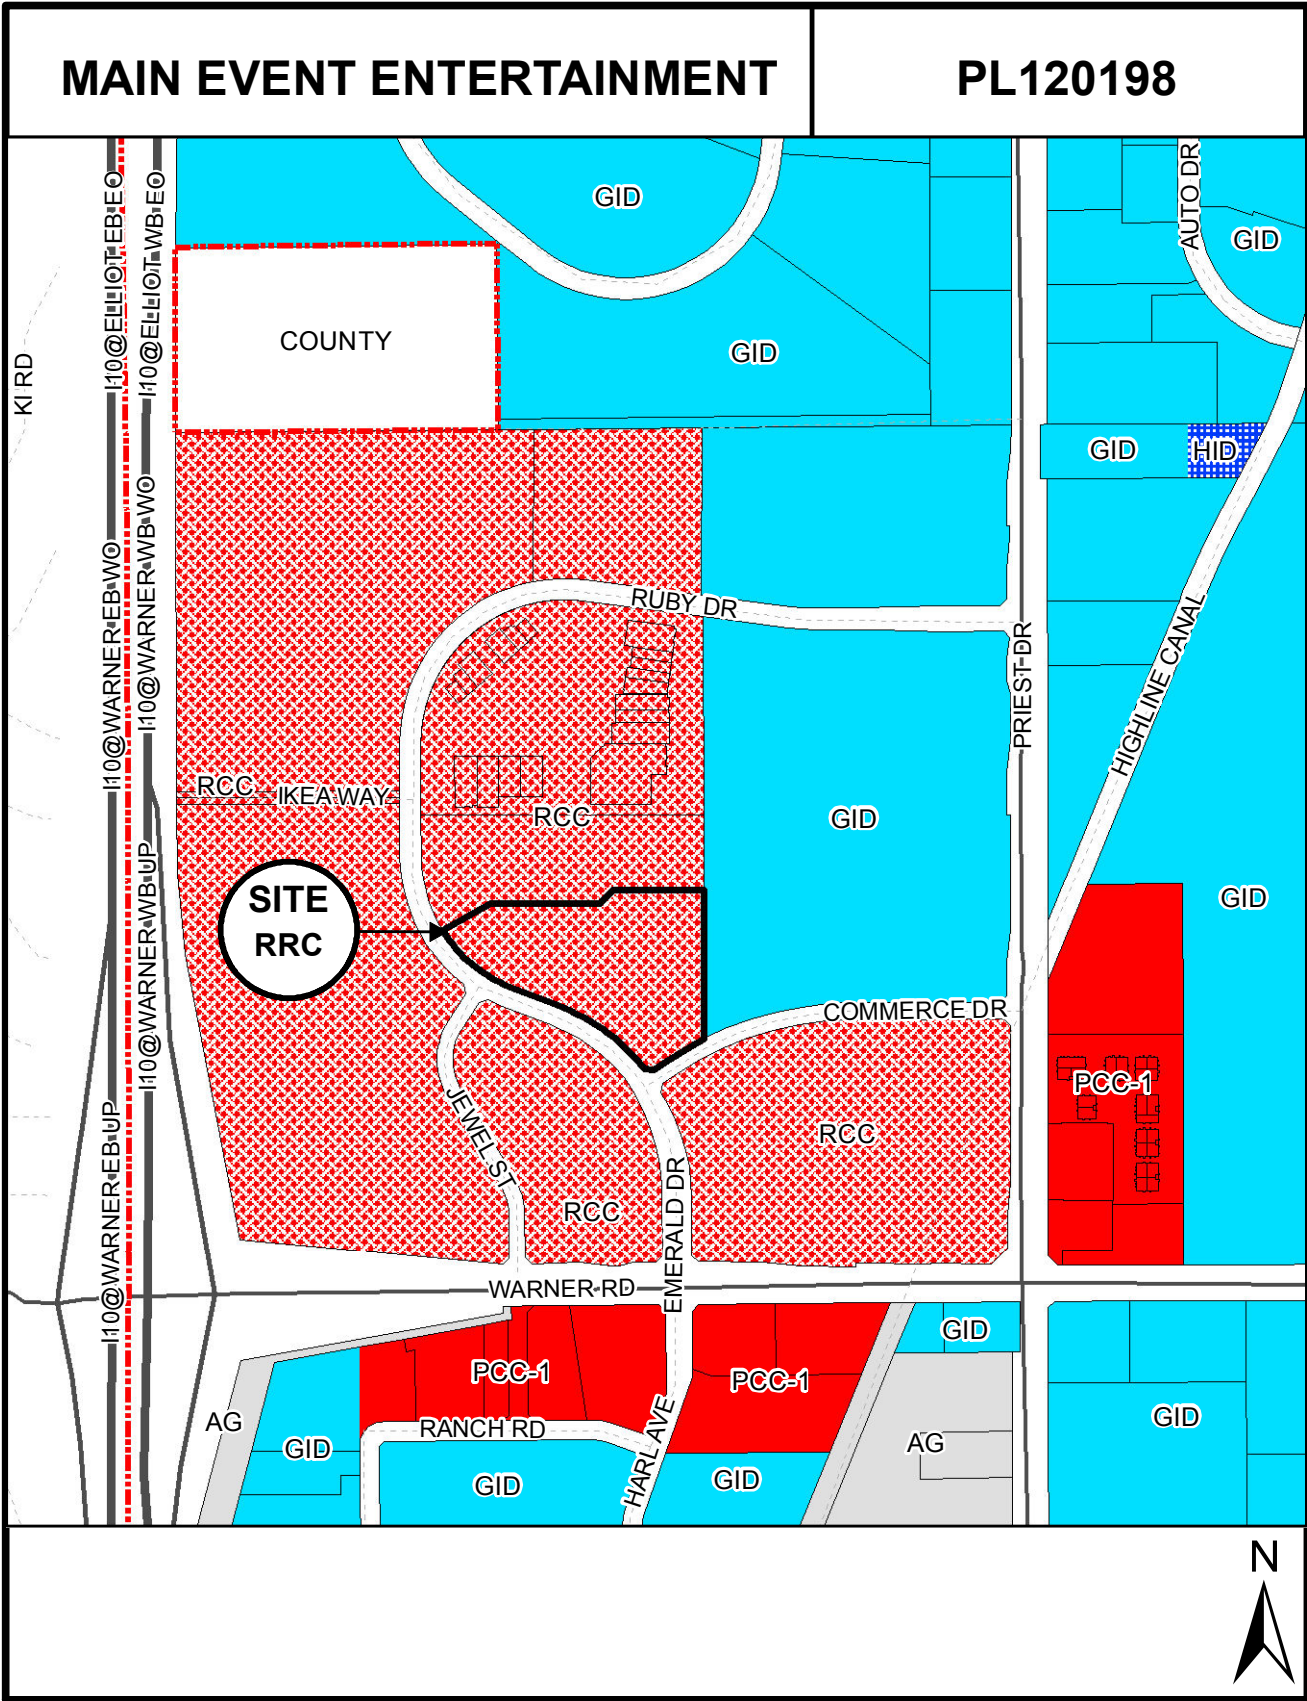 MAIN EVENT ENTERTAINMENT
PL120198
I10@ELLIOT EB EO
I10@ELLIOT WB EO
AUTO DR
GID
GID
COUNTY
GID
KI RD
GID
HID
I10@WARNER EB WO
I10@WARNER WB WO
RUBY DR
PRIEST DR
HIGHLINE CANAL
RCC
IKEA WAY
RCC
GID
SITE
RRC
GID
I10@WARNER WB UP
COMMERCE DR
PCC-1
JEWEL ST
RCC
I10@WARNER EB UP
RCC
EMERALD DR
WARNER RD
GID
PCC-1
PCC-1
AG
RANCH RD
HARL AVE
GID
AG
GID
GID
GID
N